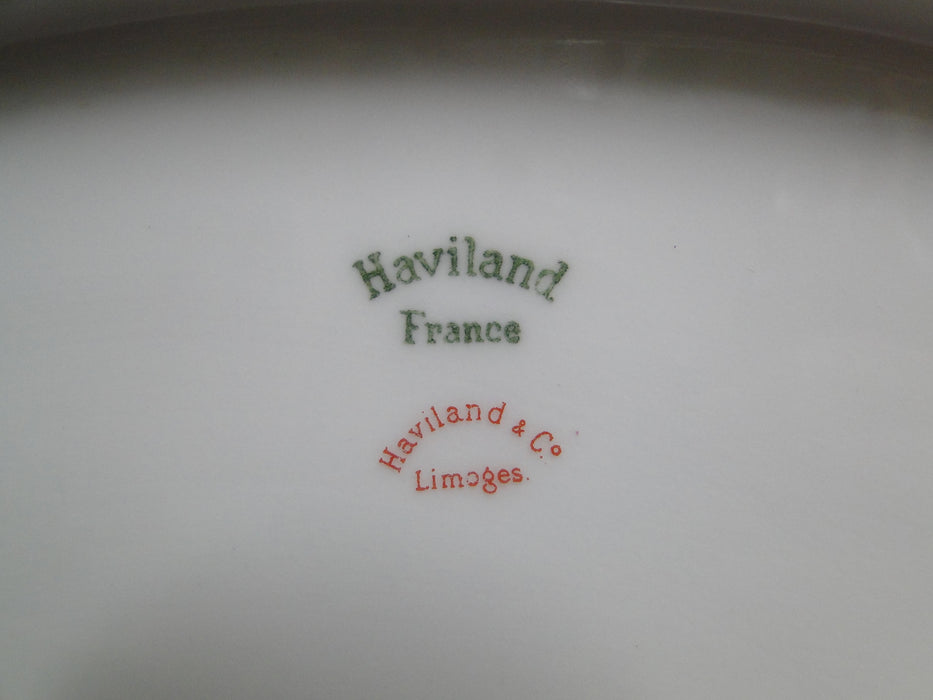 Haviland
France
Haviland & Co
Limoges.